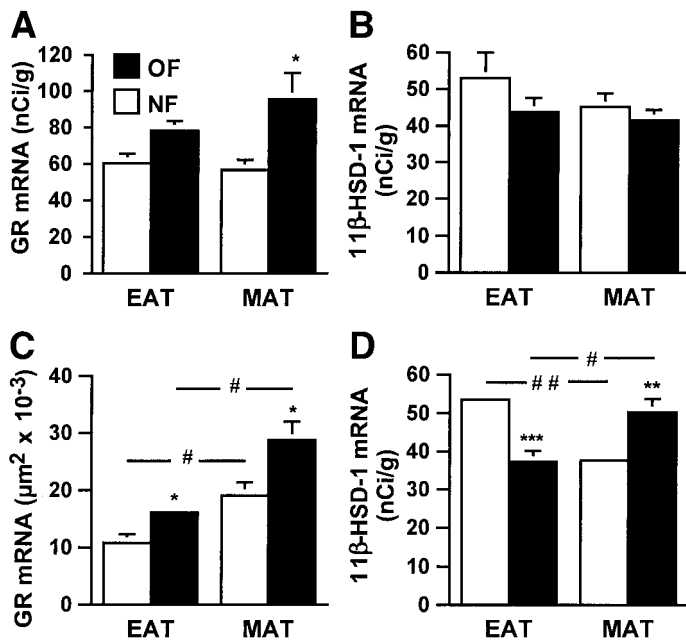 A
GR mRNA (nCi/g)
120
100
80
60
40
20
0
OF
NF
*
EAT MAT
B
11β-HSD-1 mRNA
(nCi/g)
60
50
40
30
20
10
0
EAT MAT
C
GR mRNA (µm² x 10⁻³)
40
30
20
10
0
#
#
*
*
EAT MAT
D
11β-HSD-1 mRNA
(nCi/g)
60
50
40
30
20
10
0
#
# #
**
***
EAT MAT